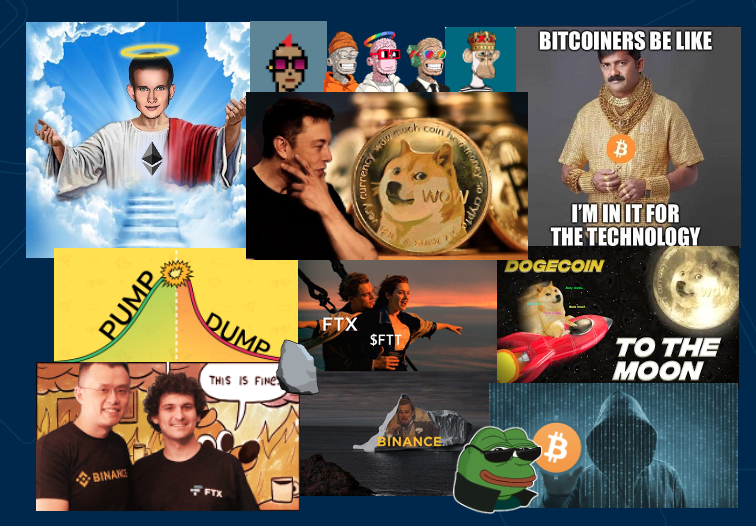 BITCOINERS BE LIKE
WOW
I'M IN IT FOR
THE TECHNOLOGY
PUMP
DUMP
FTX
$FTT
DOGECOIN
WOW
TO THE
MOON
THIS IS FINE.
BINANCE
FTX
BINANCE